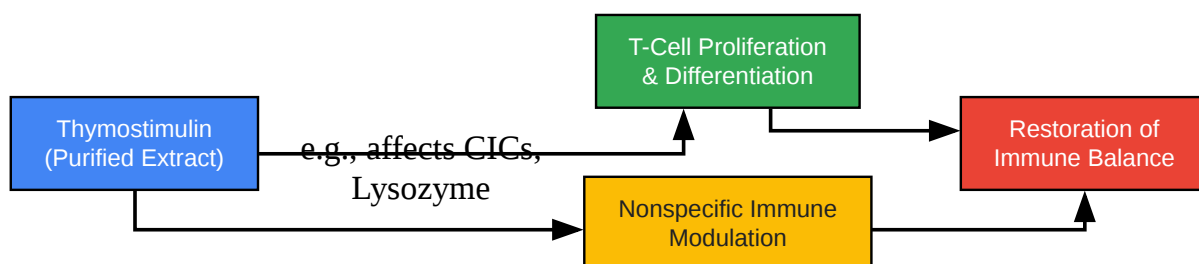 T-Cell Proliferation
& Differentiation
Thymostimulin
(Purified Extract)
e.g., affects CICs,
Lysozyme
Restoration of
Immune Balance
Nonspecific Immune
Modulation